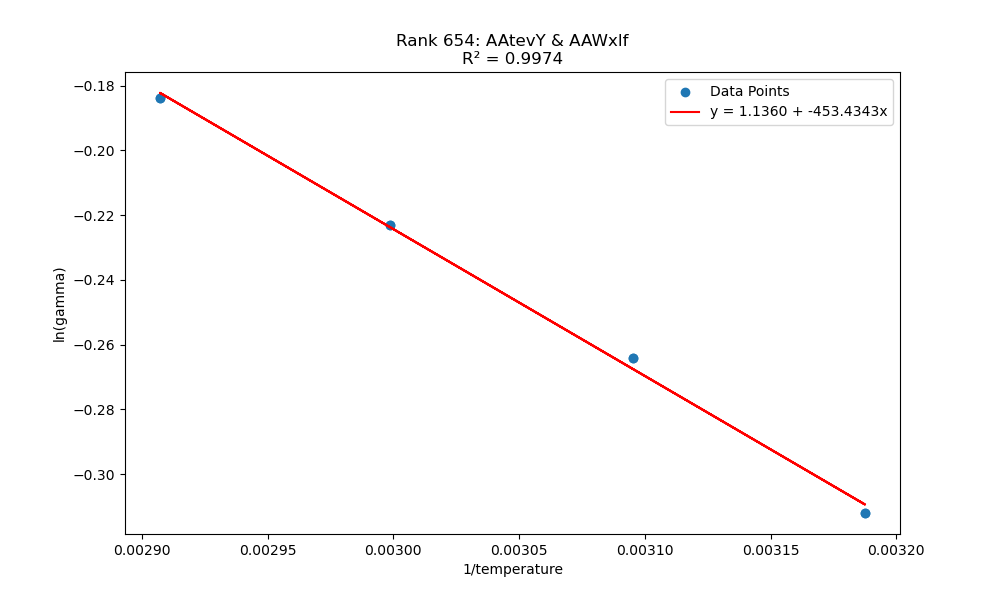 Rank 654: AAtevY & AAWxlf
R² = 0.9974
Data Points
y = 1.1360 + -453.4343x
ln(gamma)
−0.18
−0.20
−0.22
−0.24
−0.26
−0.28
−0.30
0.00290
0.00295
0.00300
0.00305
0.00310
0.00315
0.00320
1/temperature